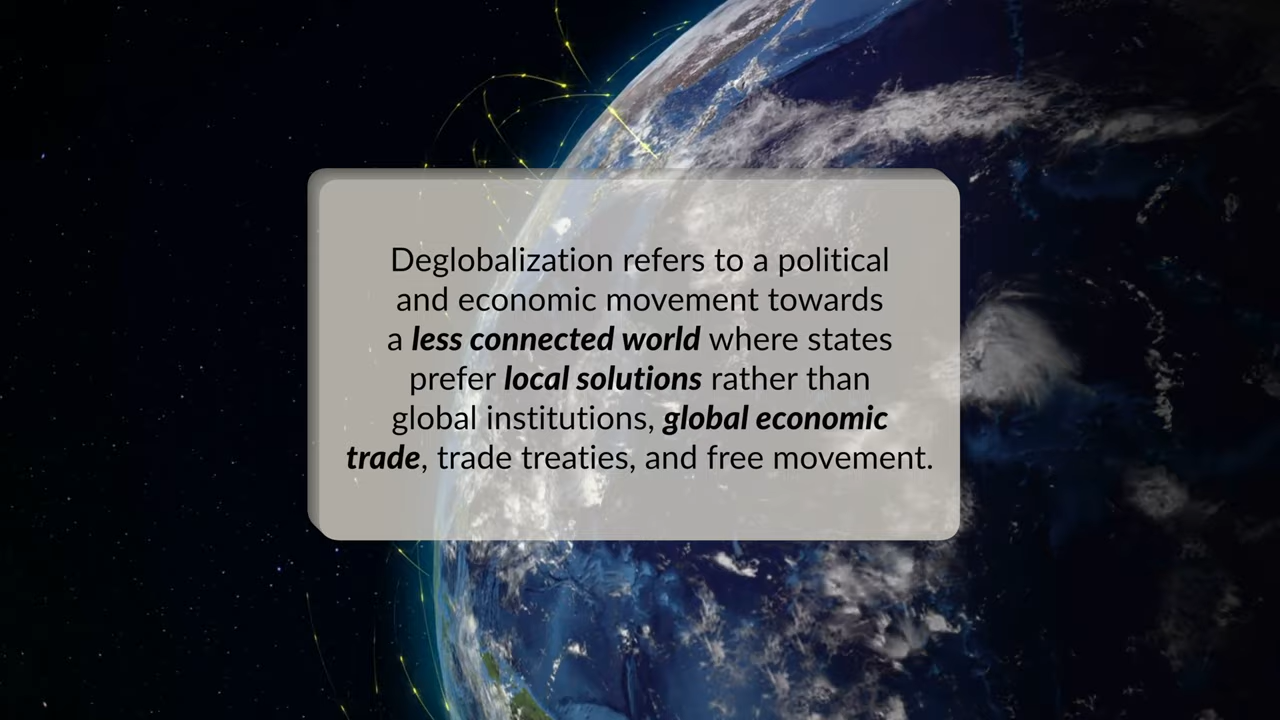 Deglobalization refers to a political
and economic movement towards
a less connected world where states
prefer local solutions rather than
global institutions, global economic
trade, trade treaties, and free movement.